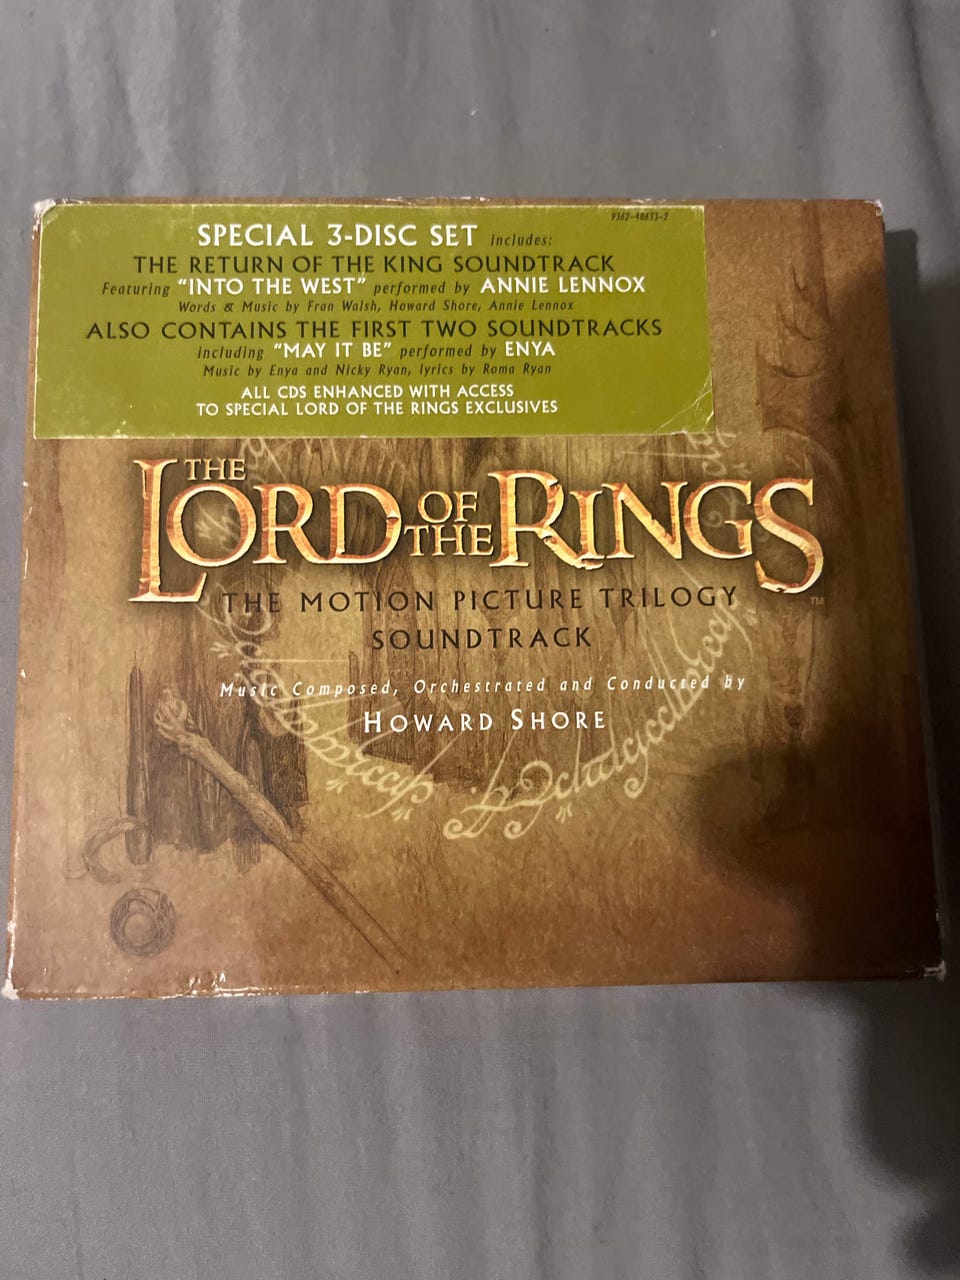 9362-48633-2
SPECIAL 3-DISC SET includes:
THE RETURN OF THE KING SOUNDTRACK
Featuring "INTO THE WEST" performed by ANNIE LENNOX
Words & Music by Fran Walsh, Howard Shore, Annie Lennox
ALSO CONTAINS THE FIRST TWO SOUNDTRACKS
including "MAY IT BE" performed by ENYA
Music by Enya and Nicky Ryan, lyrics by Roma Ryan
ALL CDS ENHANCED WITH ACCESS
TO SPECIAL LORD OF THE RINGS EXCLUSIVES
THE LORD OF THE RINGS™
THE MOTION PICTURE TRILOGY
SOUNDTRACK
Music Composed, Orchestrated and Conducted by
HOWARD SHORE